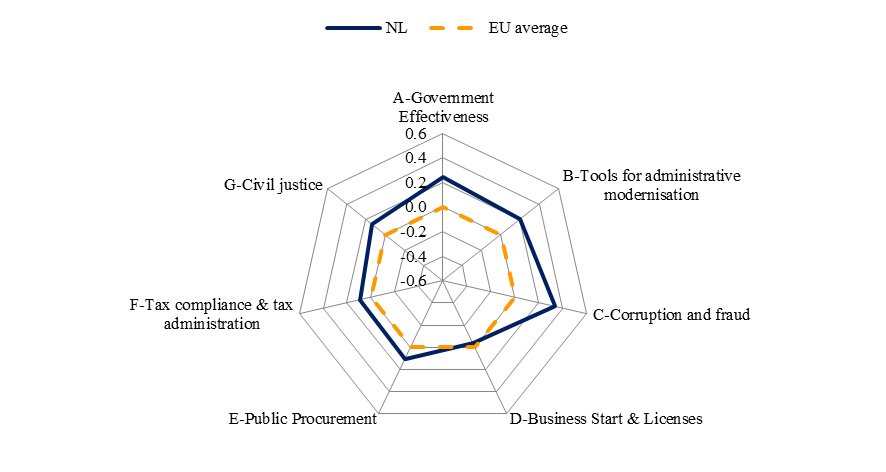 NL
EU average
A-Government
Effectiveness
0.6
0.4
0.2
0.0
-0.2
-0.4
-0.6
B-Tools for administrative
modernisation
C-Corruption and fraud
D-Business Start & Licenses
E-Public Procurement
F-Tax compliance & tax
administration
G-Civil justice